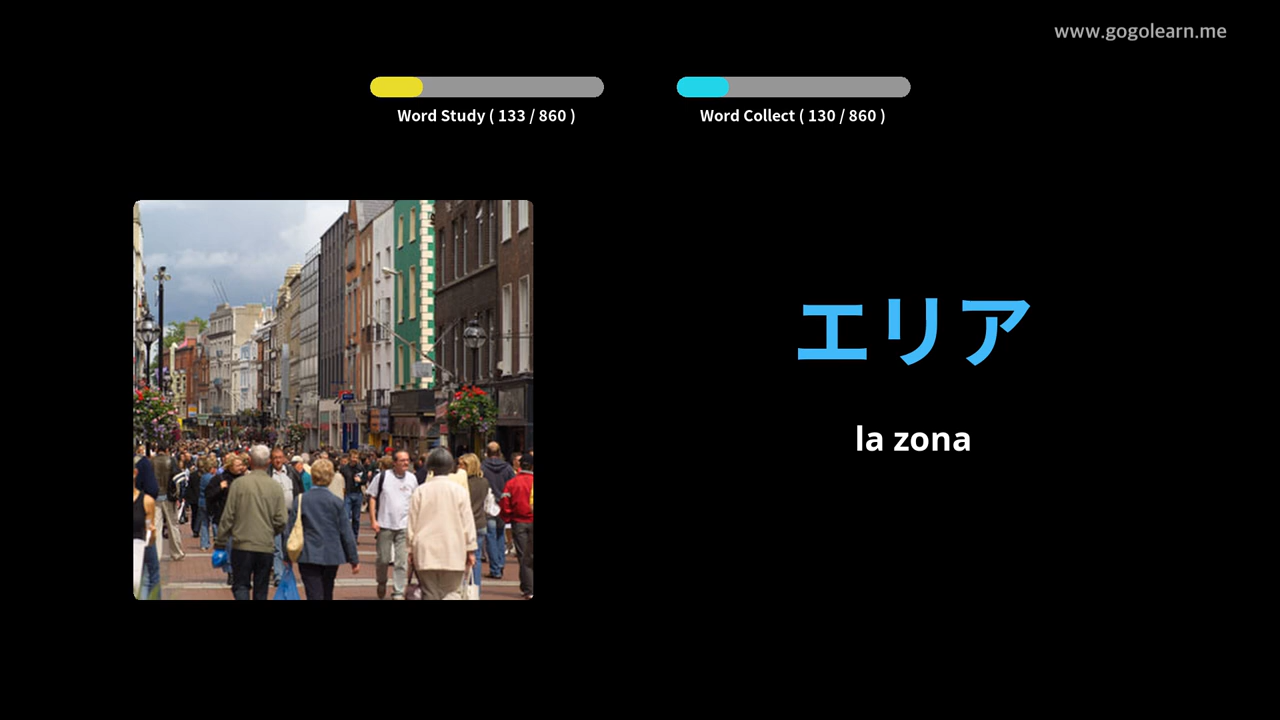 www.gogolearn.me
Word Study ( 133 / 860 )
Word Collect ( 130 / 860 )
エリア
la zona